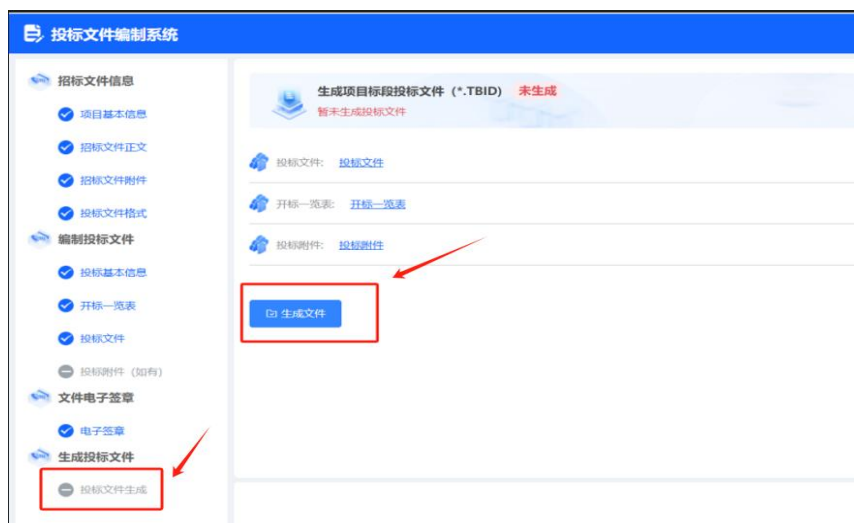 投标文件编制系统
招标文件信息
项目基本信息
招标文件正文
招标文件附件
投标文件格式
编制投标文件
投标基本信息
开标一览表
投标文件
投标附件（如有）
文件电子签章
电子签章
生成投标文件
投标文件生成
生成项目标段投标文件（*.TBID） 未生成
暂未生成投标文件
投标文件: 投标文件
开标一览表: 开标一览表
投标附件: 投标附件
生成文件